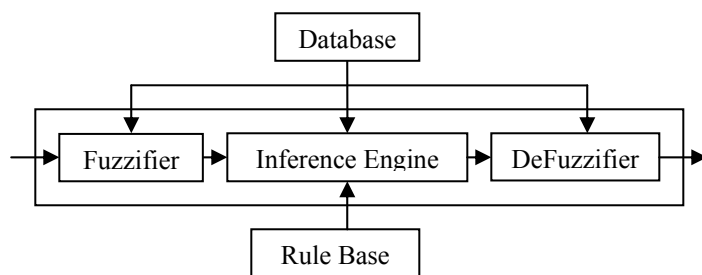 Database
Fuzzifier
Inference Engine
DeFuzzifier
Rule Base